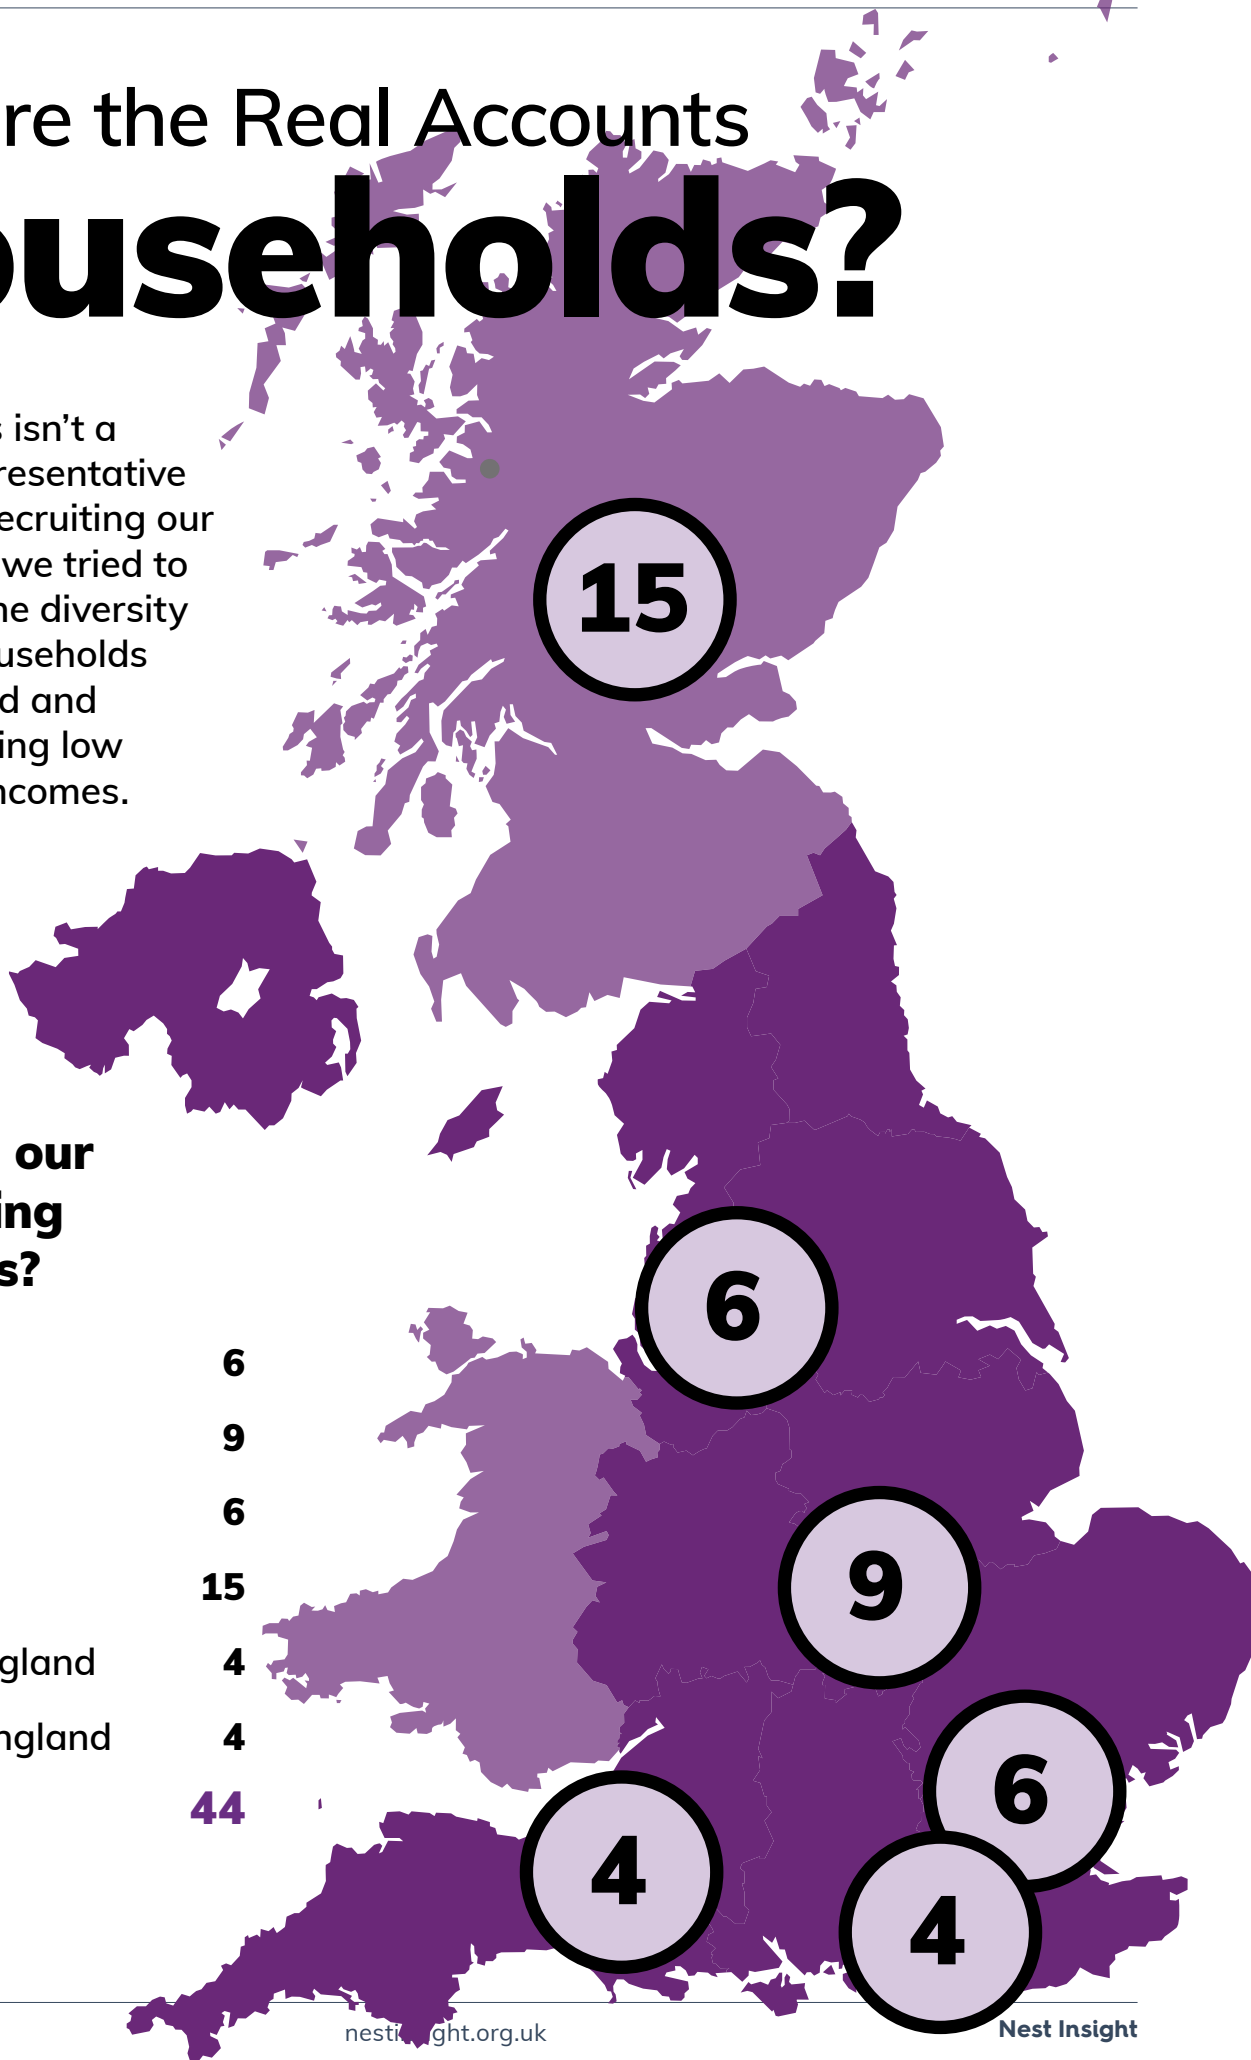 re the Real Accounts
ouseholds?
s isn’t a
resentative
ecruiting our
we tried to
ne diversity
useholds
d and
ing low
ncomes.
15
our
ing
s?
6
6
9
6
15
9
gland 4
ngland 4
44
6
4
4
nestinsight.org.uk
Nest Insight